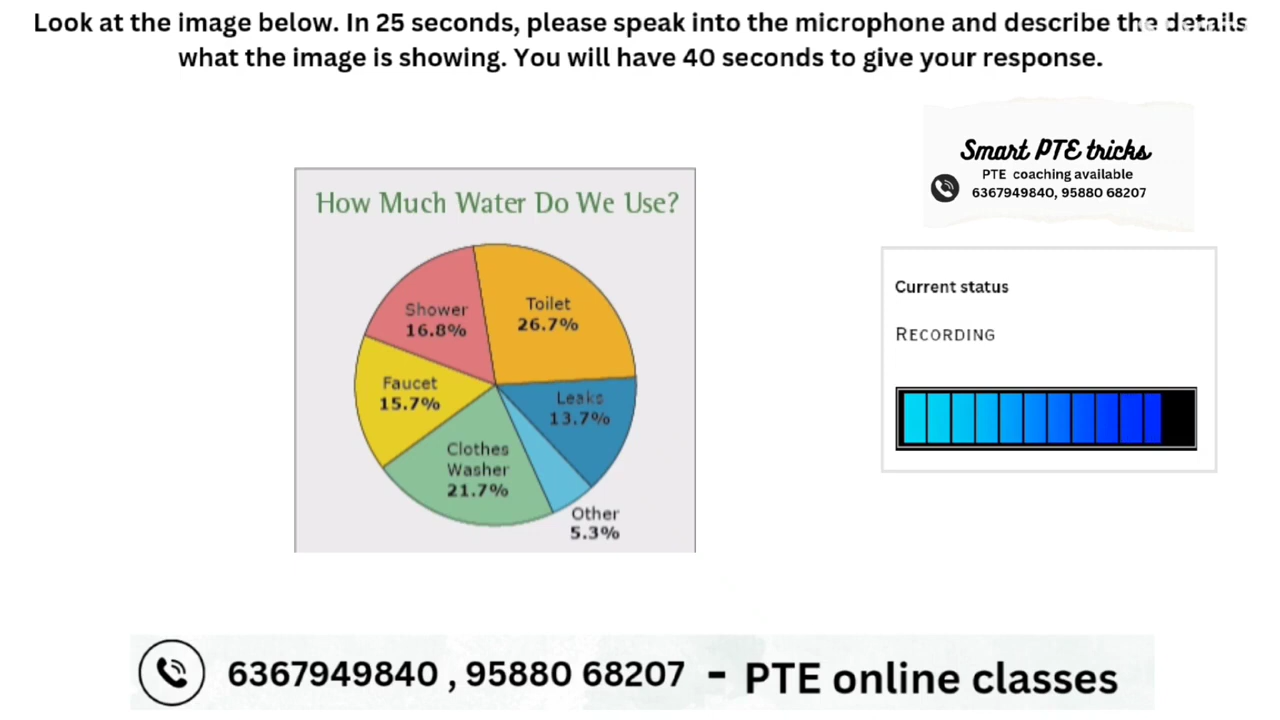 Look at the image below. In 25 seconds, please speak into the microphone and describe the details
what the image is showing. You will have 40 seconds to give your response.
Smart PTE tricks
PTE coaching available
6367949840, 95880 68207
How Much Water Do We Use?
Toilet
26.7%
Shower
16.8%
Faucet
15.7%
Leaks
13.7%
Clothes
Washer
21.7%
Other
5.3%
Current status
RECORDING
6367949840 , 95880 68207 - PTE online classes